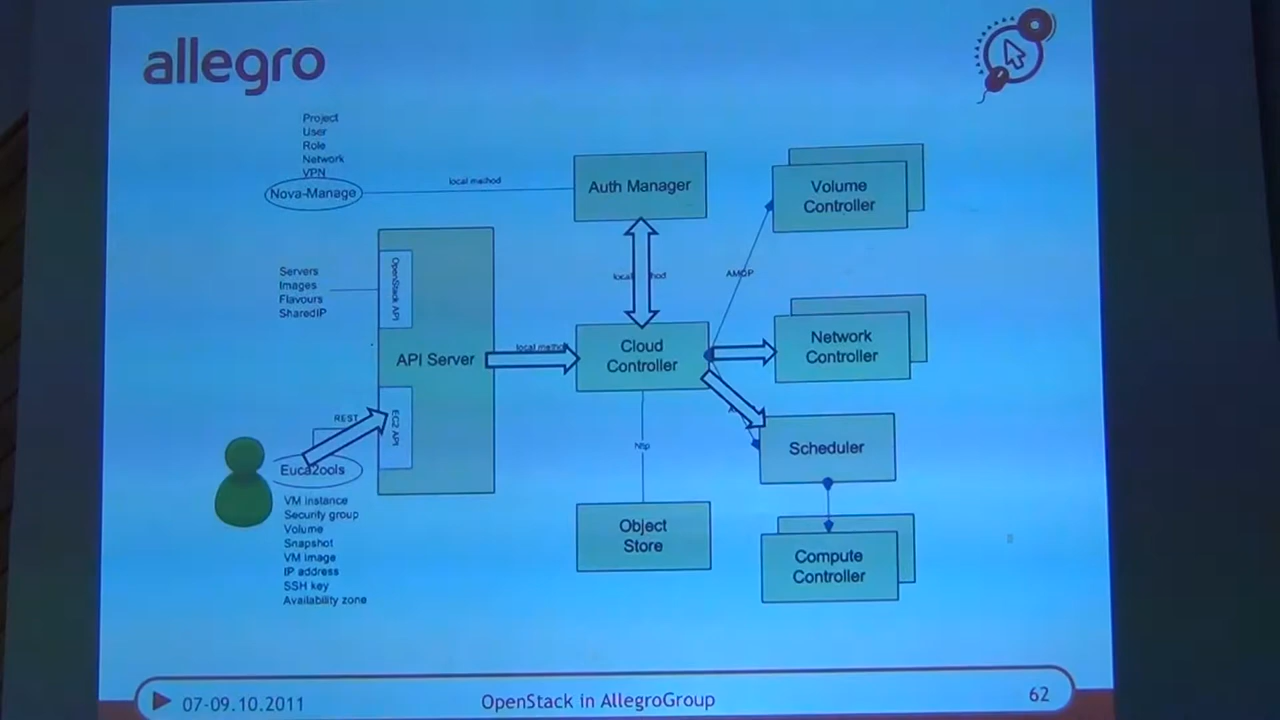 allegro
Project
User
Role
Network
VPN
Nova-Manage
local method
Auth Manager
Volume
Controller
Servers
Images
Flavours
SharedIP
OpenStack API
API Server
local method
local
hod
AMQP
Cloud
Controller
Network
Controller
REST
EC2 API
Euca2ools
VM instance
Security group
Volume
Snapshot
VM image
IP address
SSH key
Availability zone
Object
Store
Scheduler
Compute
Controller
07-09.10.2011
OpenStack in AllegroGroup
62